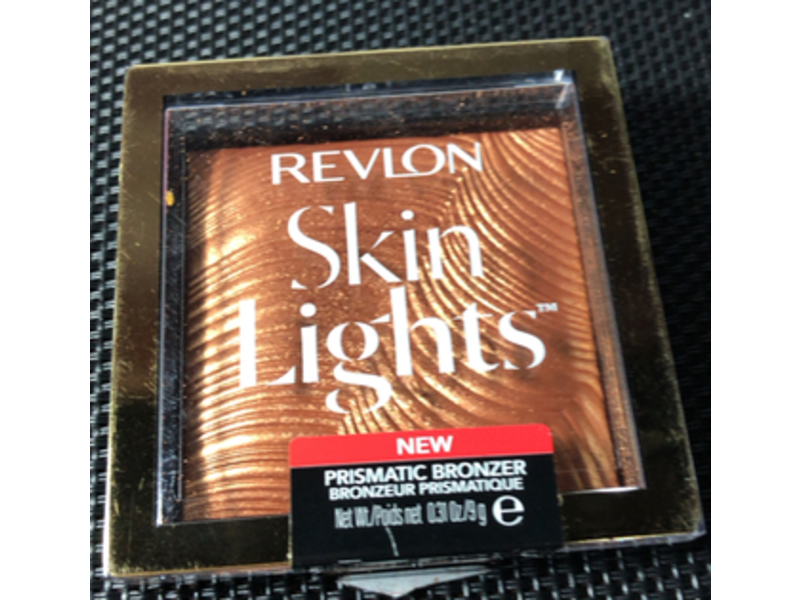 REVLON
Skin
Lights™
NEW
PRISMATIC BRONZER
BRONZEUR PRISMATIQUE
Net Wt./Poids net 0.31 Oz/9 g e